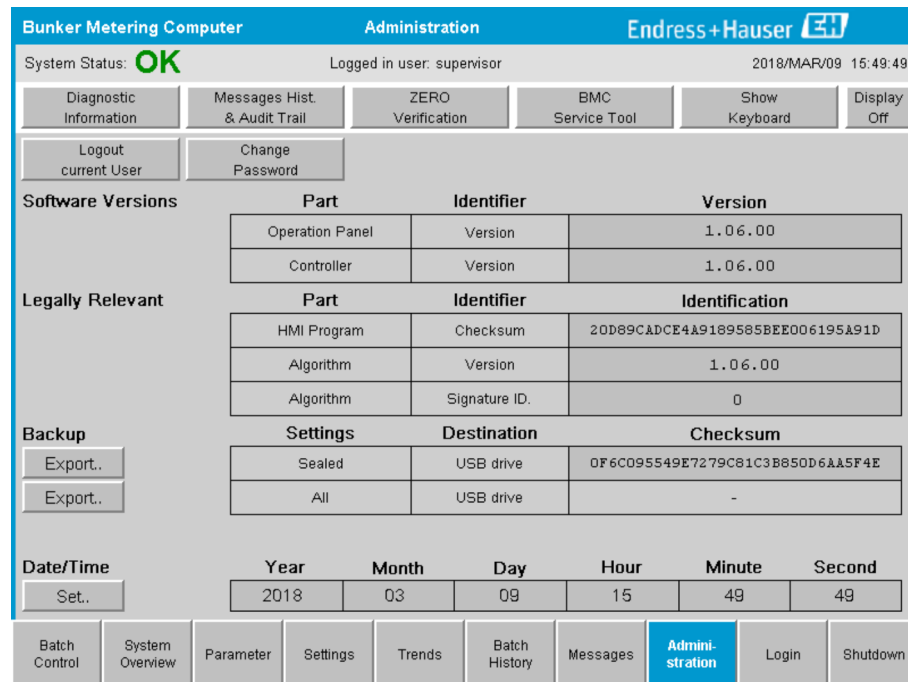 Bunker Metering Computer Administration Endress+Hauser EH
System Status: OK Logged in user: supervisor 2018/MAR/09 15:49:49
Diagnostic Information Messages Hist. & Audit Trail ZERO Verification BMC Service Tool Show Keyboard Display Off
Logout current User Change Password
Software Versions Part Identifier Version
Operation Panel Version 1.06.00
Controller Version 1.06.00
Legally Relevant Part Identifier Identification
HMI Program Checksum 20D89CADCE4A9189585BEE006195A91D
Algorithm Version 1.06.00
Algorithm Signature ID. 0
Backup Settings Destination Checksum
Export.. Sealed USB drive 0F6C095549E7279C81C3B850D6AA5F4E
Export.. All USB drive -
Date/Time Year Month Day Hour Minute Second
Set.. 2018 03 09 15 49 49
Batch Control System Overview Parameter Settings Trends Batch History Messages Admini- stration Login Shutdown